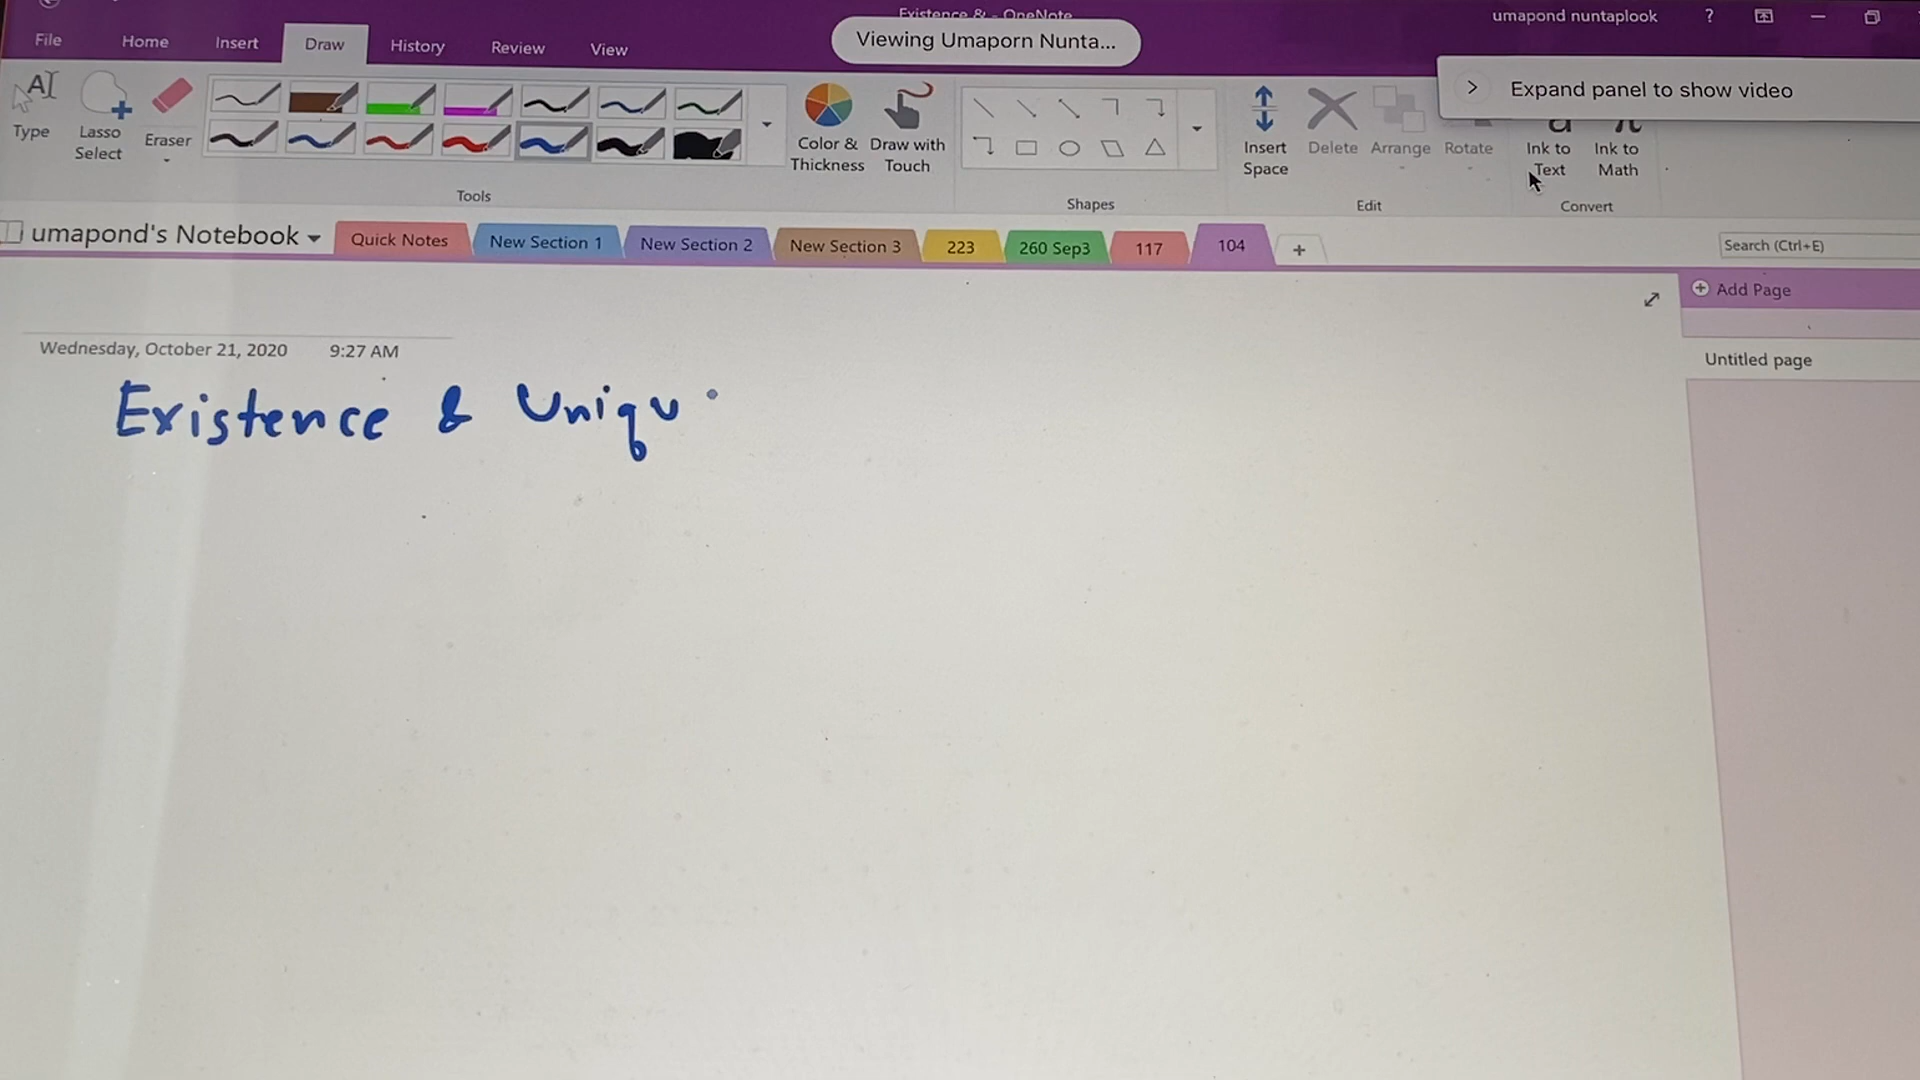 Existence & - OneNote
umapond nuntaplook ?
Viewing Umaporn Nunta...
File Home Insert Draw History Review View
Expand panel to show video
Type
Lasso Select
Eraser
Color & Thickness
Draw with Touch
Insert Space
Delete
Arrange
Rotate
Ink to Text
Ink to Math
Tools
Shapes
Edit
Convert
umapond's Notebook
Quick Notes
New Section 1
New Section 2
New Section 3
223
260 Sep3
117
104
+
Search (Ctrl+E)
Add Page
Untitled page
Wednesday, October 21, 2020 9:27 AM
Existence & Uniqu